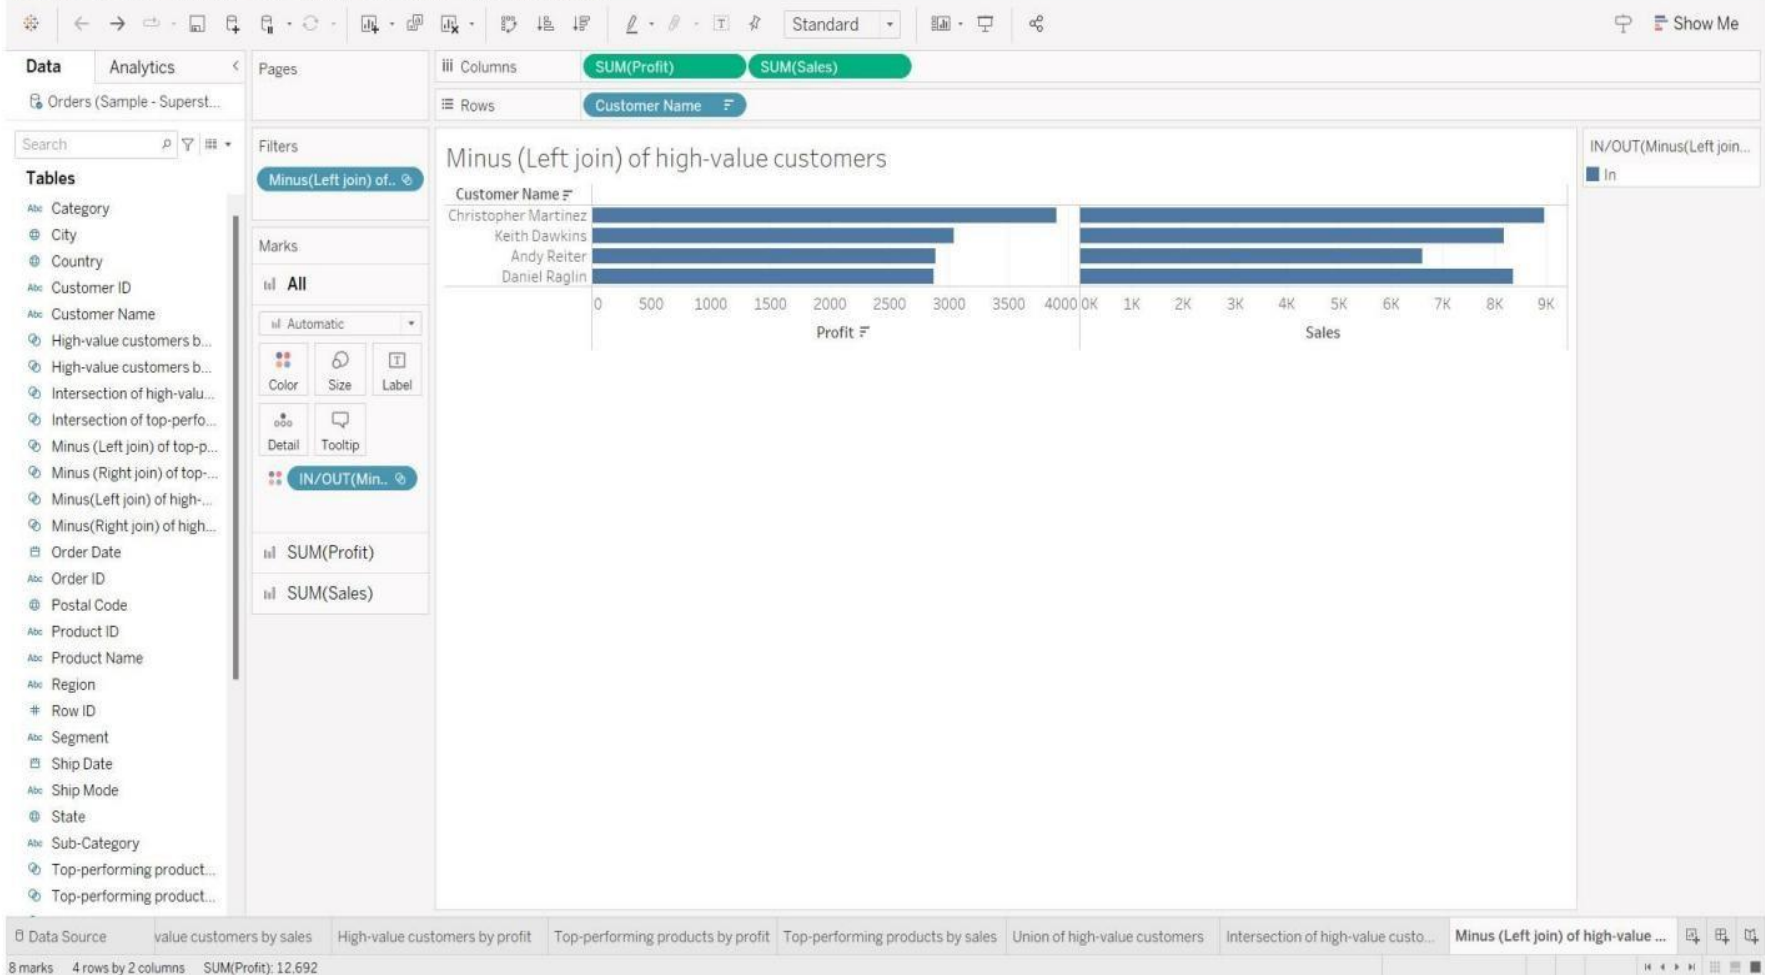 Standard
Show Me
Data
Analytics
Orders (Sample - Superst...
Search
Tables
Abc Category
City
Country
Abc Customer ID
Abc Customer Name
High-value customers b...
High-value customers b...
Intersection of high-valu...
Intersection of top-perfo...
Minus (Left join) of top-p...
Minus (Right join) of top-...
Minus(Left join) of high-...
Minus(Right join) of high...
Order Date
Abc Order ID
Postal Code
Abc Product ID
Abc Product Name
Abc Region
# Row ID
Abc Segment
Ship Date
Abc Ship Mode
State
Abc Sub-Category
Top-performing product...
Top-performing product...
Pages
Filters
Minus(Left join) of..
Marks
All
Automatic
Color Size Label
Detail Tooltip
IN/OUT(Min..
SUM(Profit)
SUM(Sales)
Columns SUM(Profit) SUM(Sales)
Rows Customer Name
Minus (Left join) of high-value customers
Customer Name
Christopher Martinez
Keith Dawkins
Andy Reiter
Daniel Raglin
0 500 1000 1500 2000 2500 3000 3500 4000 0K 1K 2K 3K 4K 5K 6K 7K 8K 9K
Profit Sales
IN/OUT(Minus(Left join...
In
Data Source value customers by sales High-value customers by profit Top-performing products by profit Top-performing products by sales Union of high-value customers Intersection of high-value custo... Minus (Left join) of high-value ...
8 marks 4 rows by 2 columns SUM(Profit): 12,692